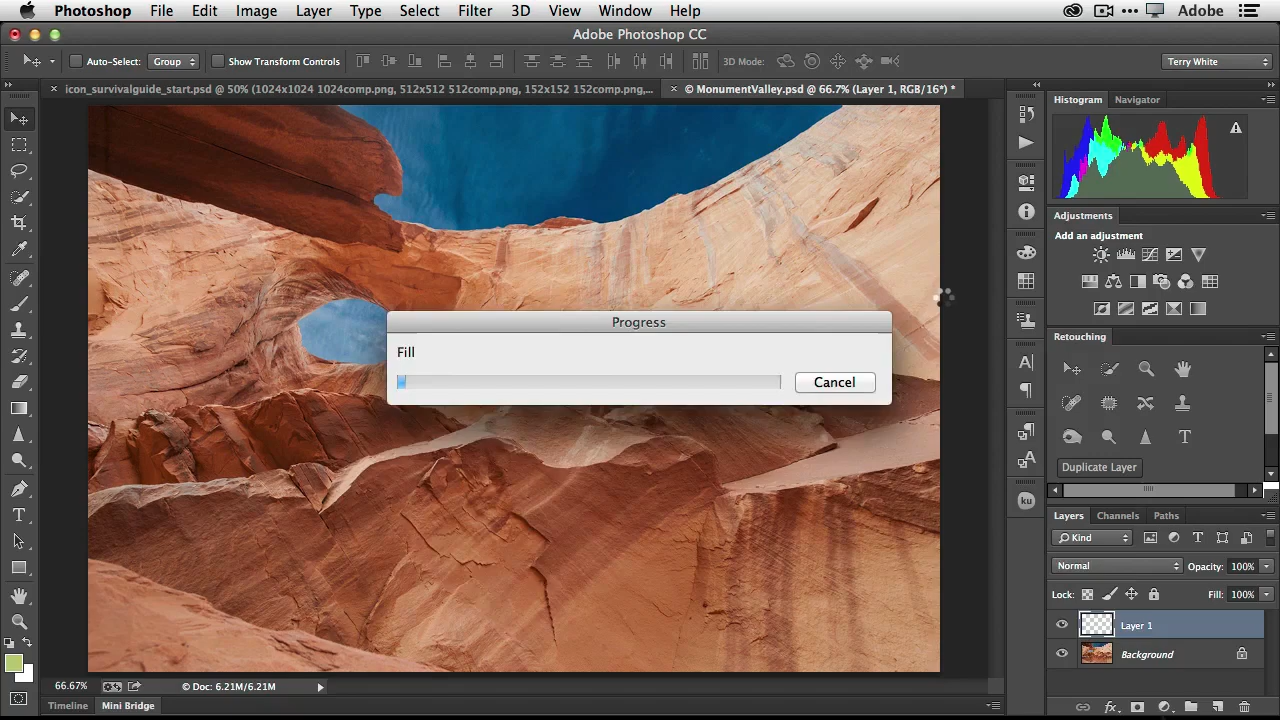 Photoshop File Edit Image Layer Type Select Filter 3D View Window Help Adobe
Adobe Photoshop CC
Auto-Select: Group Show Transform Controls 3D Mode: Terry White
× icon_survivalguide_start.psd @ 50% (1024x1024 1024comp.png, 512x512 512comp.png, 152x152 152comp.png,... × © MonumentValley.psd @ 66.7% (Layer 1, RGB/16*) *
Histogram Navigator
Adjustments
Add an adjustment
Progress
Fill
Cancel
Retouching
Duplicate Layer
ku
Layers Channels Paths
Kind
Normal Opacity: 100%
Lock: Fill: 100%
Layer 1
Background
66.67% © Doc: 6.21M/6.21M
Timeline Mini Bridge
fx